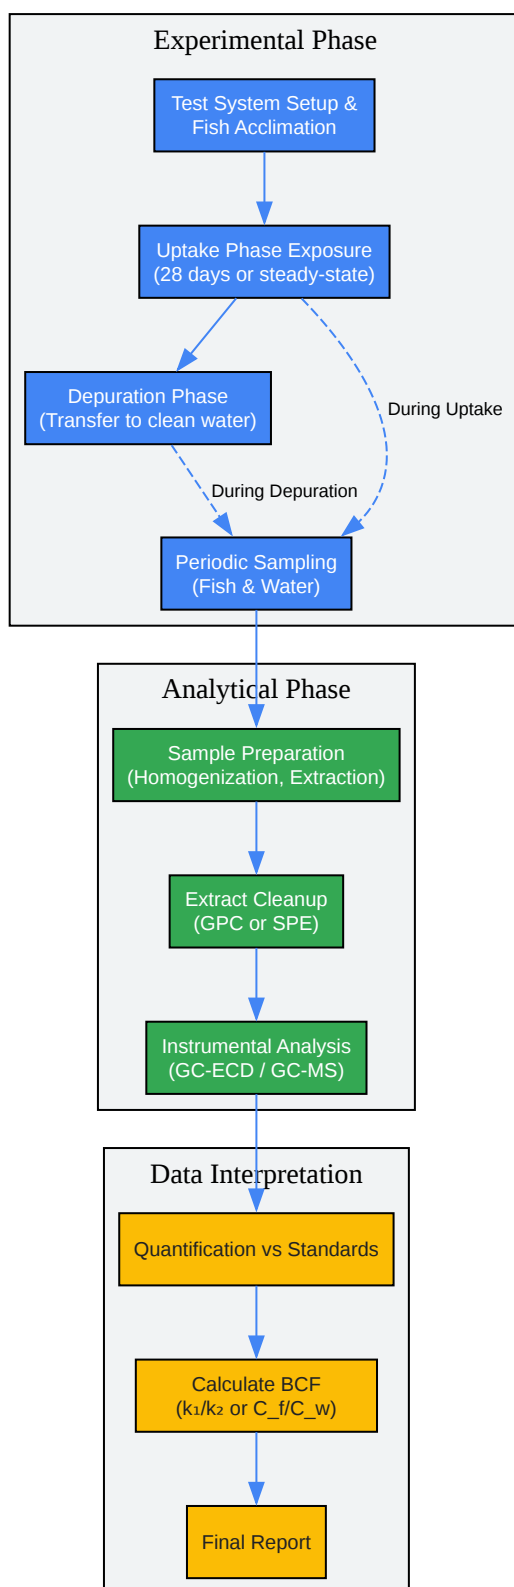 Experimental Phase
Test System Setup &
Fish Acclimation
Uptake Phase Exposure
(28 days or steady-state)
Depuration Phase
(Transfer to clean water)
During Uptake
During Depuration
Periodic Sampling
(Fish & Water)
Analytical Phase
Sample Preparation
(Homogenization, Extraction)
Extract Cleanup
(GPC or SPE)
Instrumental Analysis
(GC-ECD / GC-MS)
Data Interpretation
Quantification vs Standards
Calculate BCF
(k₁/k₂ or C_f/C_w)
Final Report